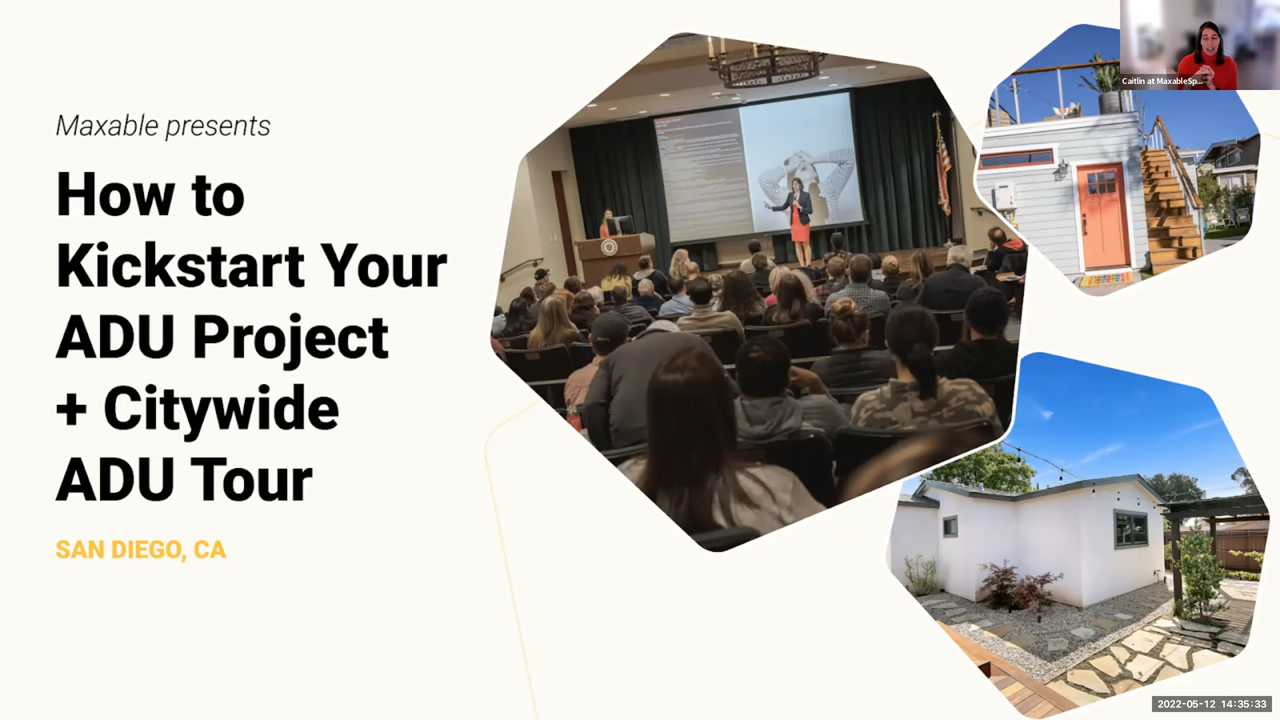 Maxable presents
How to
Kickstart Your
ADU Project
+ Citywide
ADU Tour
SAN DIEGO, CA
Caitlin at MaxableSp...
2022-05-12 14:35:33